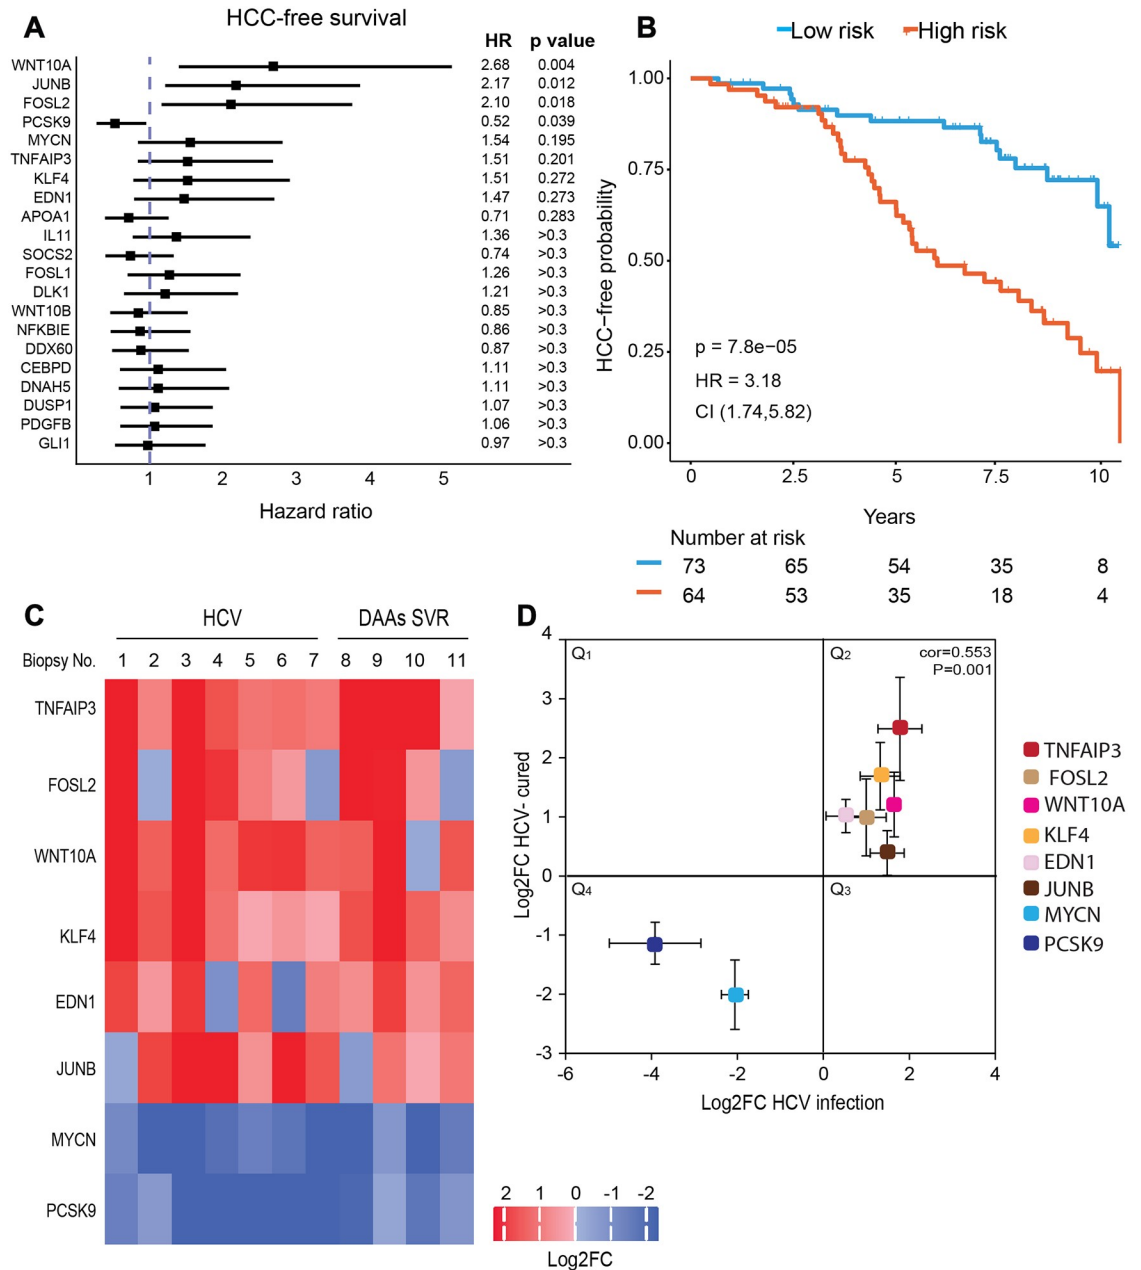 A
HCC-free survival
HR p value
WNT10A 2.68 0.004
JUNB 2.17 0.012
FOSL2 2.10 0.018
PCSK9 0.52 0.039
MYCN 1.54 0.195
TNFAIP3 1.51 0.201
KLF4 1.51 0.272
EDN1 1.47 0.273
APOA1 0.71 0.283
IL11 1.36 >0.3
SOCS2 0.74 >0.3
FOSL1 1.26 >0.3
DLK1 1.21 >0.3
WNT10B 0.85 >0.3
NFKBIE 0.86 >0.3
DDX60 0.87 >0.3
CEBPD 1.11 >0.3
DNAH5 1.11 >0.3
DUSP1 1.07 >0.3
PDGFB 1.06 >0.3
GLI1 0.97 >0.3
1 2 3 4 5
Hazard ratio
B
Low risk High risk
HCC−free probability
1.00
0.75
0.50
0.25
0.00
p = 7.8e−05
HR = 3.18
CI (1.74,5.82)
0 2.5 5 7.5 10
Years
Number at risk
73 65 54 35 8
64 53 35 18 4
C
HCV DAAs SVR
Biopsy No. 1 2 3 4 5 6 7 8 9 10 11
TNFAIP3
FOSL2
WNT10A
KLF4
EDN1
JUNB
MYCN
PCSK9
2 1 0 -1 -2
Log2FC
D
Log2FC HCV- cured
4
3
2
1
0
-1
-2
-3
Q1
Q2
cor=0.553
P=0.001
Q4
Q3
-6 -4 -2 0 2 4
Log2FC HCV infection
TNFAIP3
FOSL2
WNT10A
KLF4
EDN1
JUNB
MYCN
PCSK9